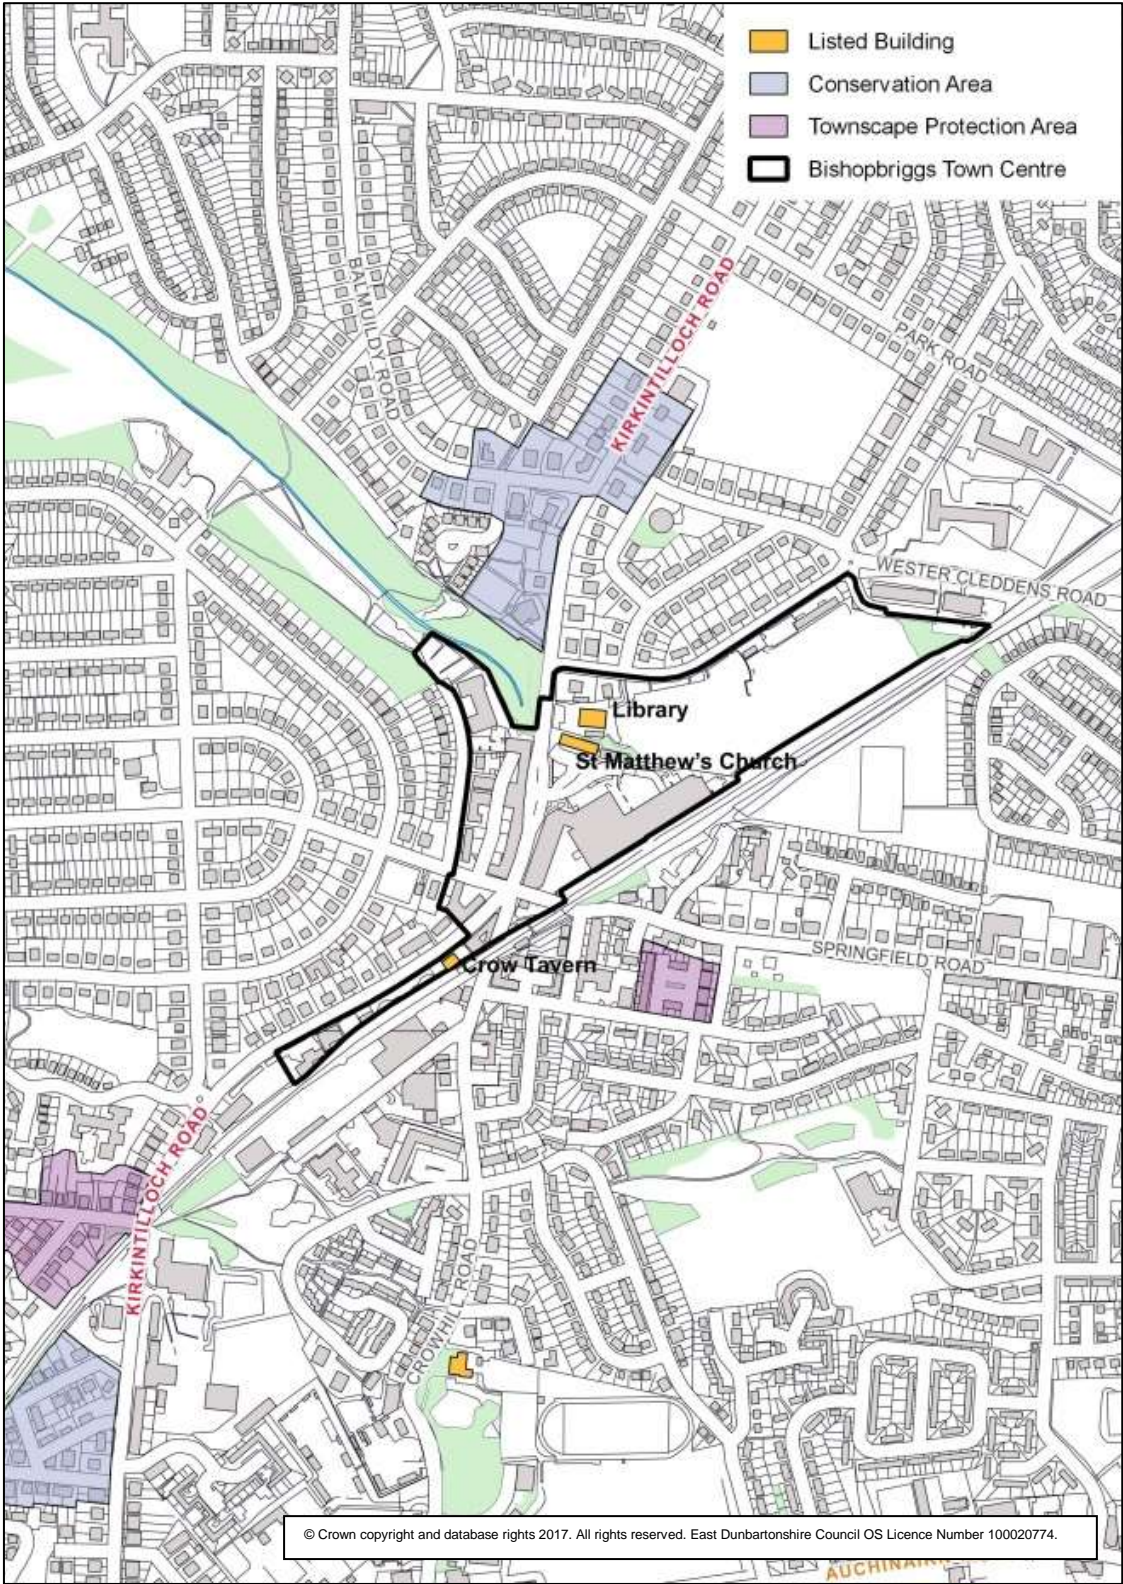 Listed Building
Conservation Area
Townscape Protection Area
Bishopbriggs Town Centre
BALMUILDY ROAD
KIRKINTILLOCH ROAD
PARK ROAD
WESTER CLEDDENS ROAD
Library
St Matthew's Church
SPRINGFIELD ROAD
Crow Tavern
KIRKINTILLOCH ROAD
CROWHILL ROAD
© Crown copyright and database rights 2017. All rights reserved. East Dunbartonshire Council OS Licence Number 100020774.